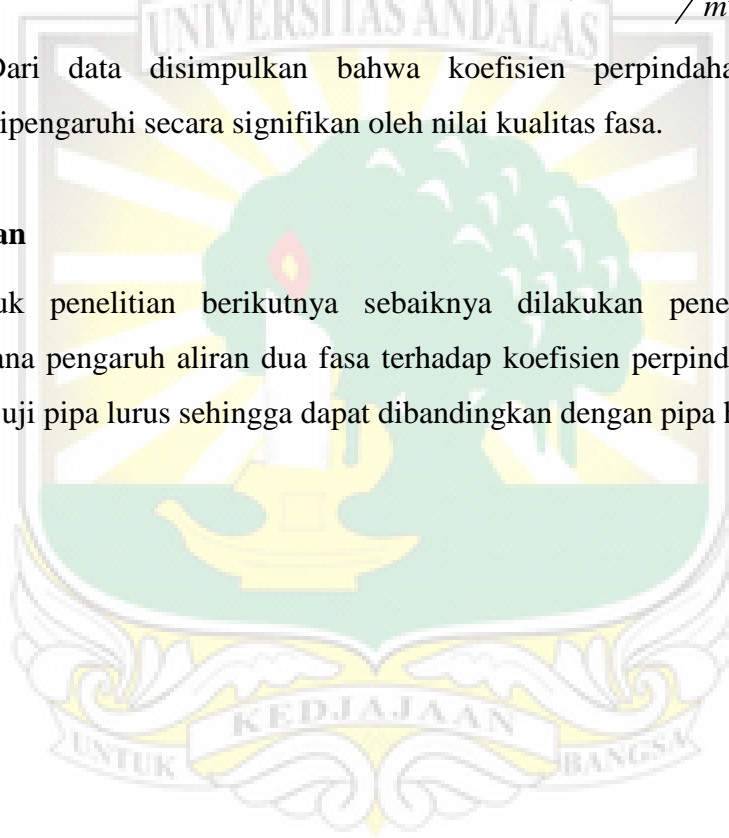 / m
UNIVERSITAS ANDALAS
Dari data disimpulkan bahwa koefisien perpindaha
ipengaruhi secara signifikan oleh nilai kualitas fasa.
an
uk penelitian berikutnya sebaiknya dilakukan pene
ana pengaruh aliran dua fasa terhadap koefisien perpind
uji pipa lurus sehingga dapat dibandingkan dengan pipa
UNTUK KEDJAJAAN BANGSA